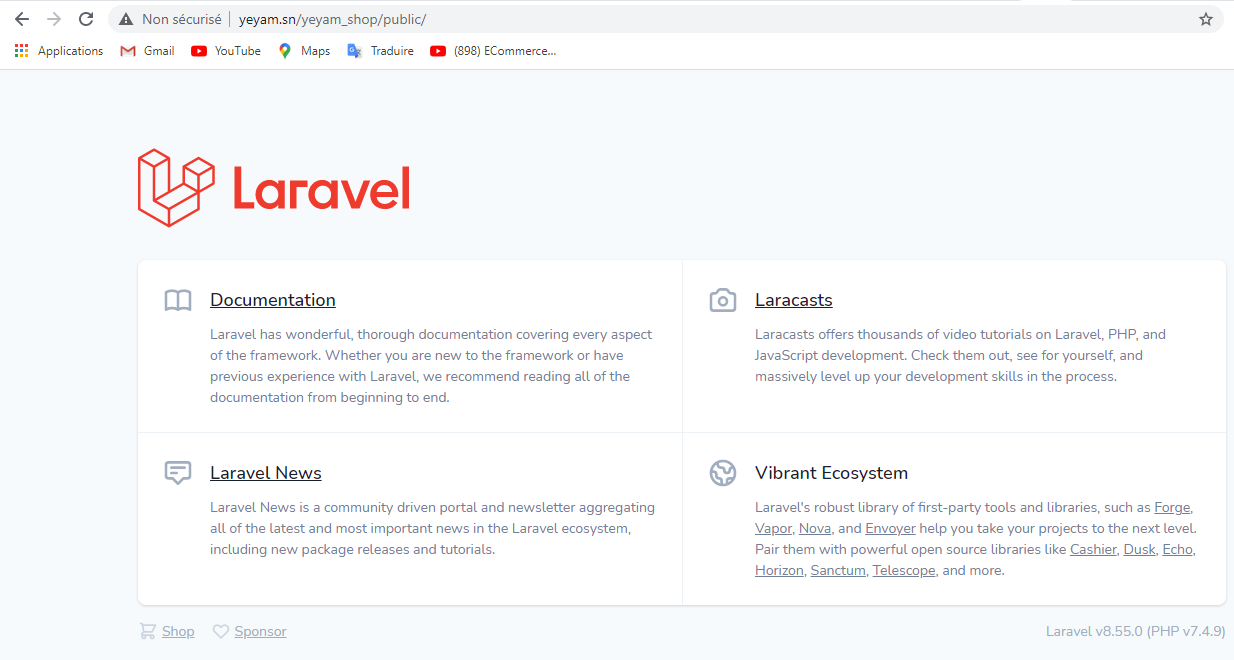 Non sécurisé yeyam.sn/yeyam_shop/public/
Applications Gmail YouTube Maps Traduire (898) ECommerce...
Laravel
Documentation
Laravel has wonderful, thorough documentation covering every aspect
of the framework. Whether you are new to the framework or have
previous experience with Laravel, we recommend reading all of the
documentation from beginning to end.
Laracasts
Laracasts offers thousands of video tutorials on Laravel, PHP, and
JavaScript development. Check them out, see for yourself, and
massively level up your development skills in the process.
Laravel News
Laravel News is a community driven portal and newsletter aggregating
all of the latest and most important news in the Laravel ecosystem,
including new package releases and tutorials.
Vibrant Ecosystem
Laravel's robust library of first-party tools and libraries, such as Forge,
Vapor, Nova, and Envoyer help you take your projects to the next level.
Pair them with powerful open source libraries like Cashier, Dusk, Echo,
Horizon, Sanctum, Telescope, and more.
Shop Sponsor
Laravel v8.55.0 (PHP v7.4.9)